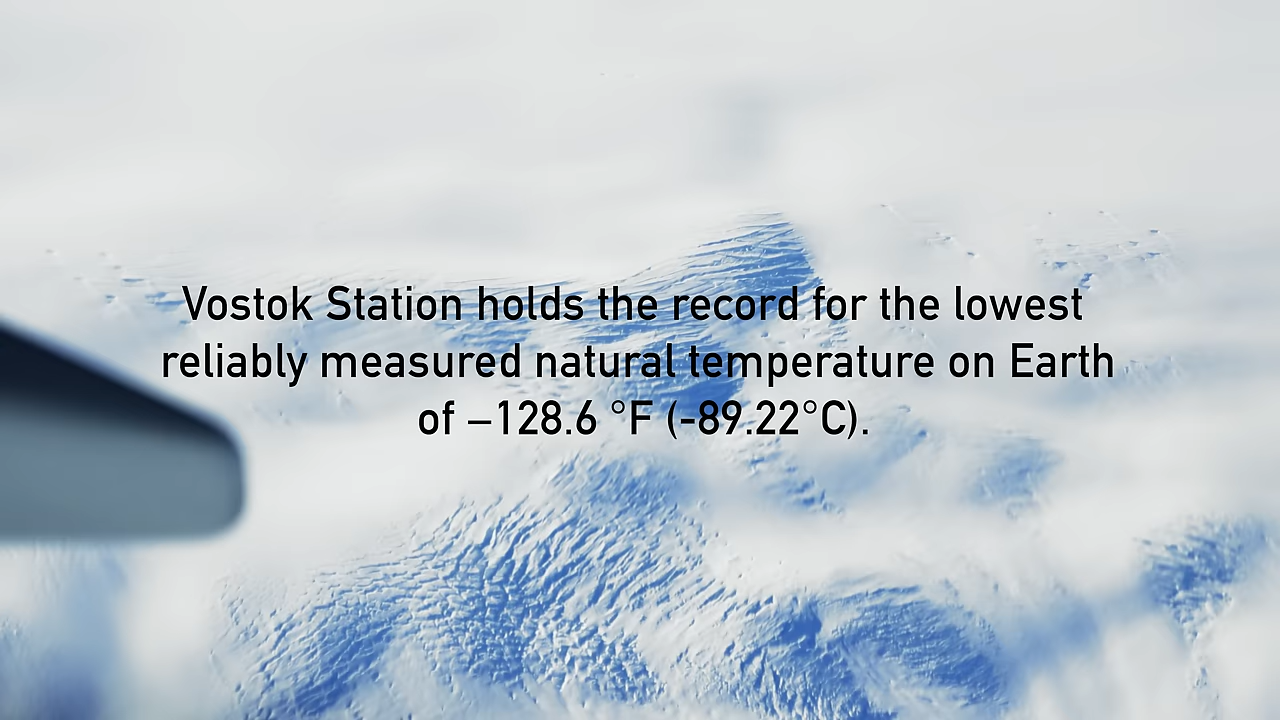 Vostok Station holds the record for the lowest
reliably measured natural temperature on Earth
of –128.6 °F (-89.22°C).